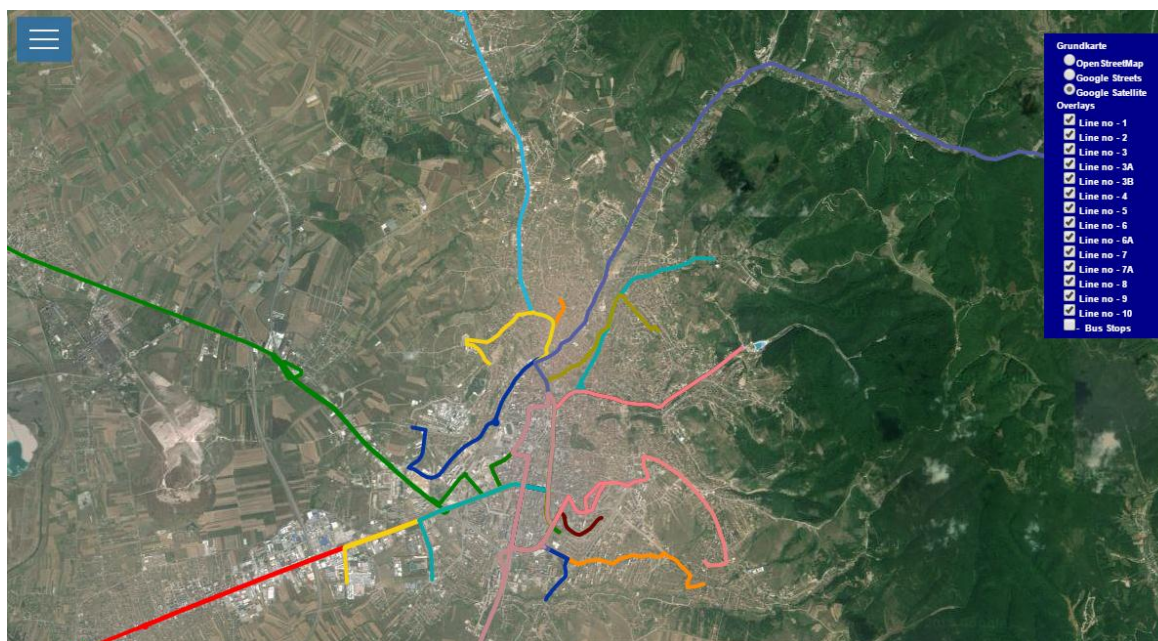 Grundkarte
OpenStreetMap
Google Streets
Google Satellite
Overlays
Line no - 1
Line no - 2
Line no - 3
Line no - 3A
Line no - 3B
Line no - 4
Line no - 5
Line no - 6
Line no - 6A
Line no - 7
Line no - 7A
Line no - 8
Line no - 9
Line no - 10
- Bus Stops